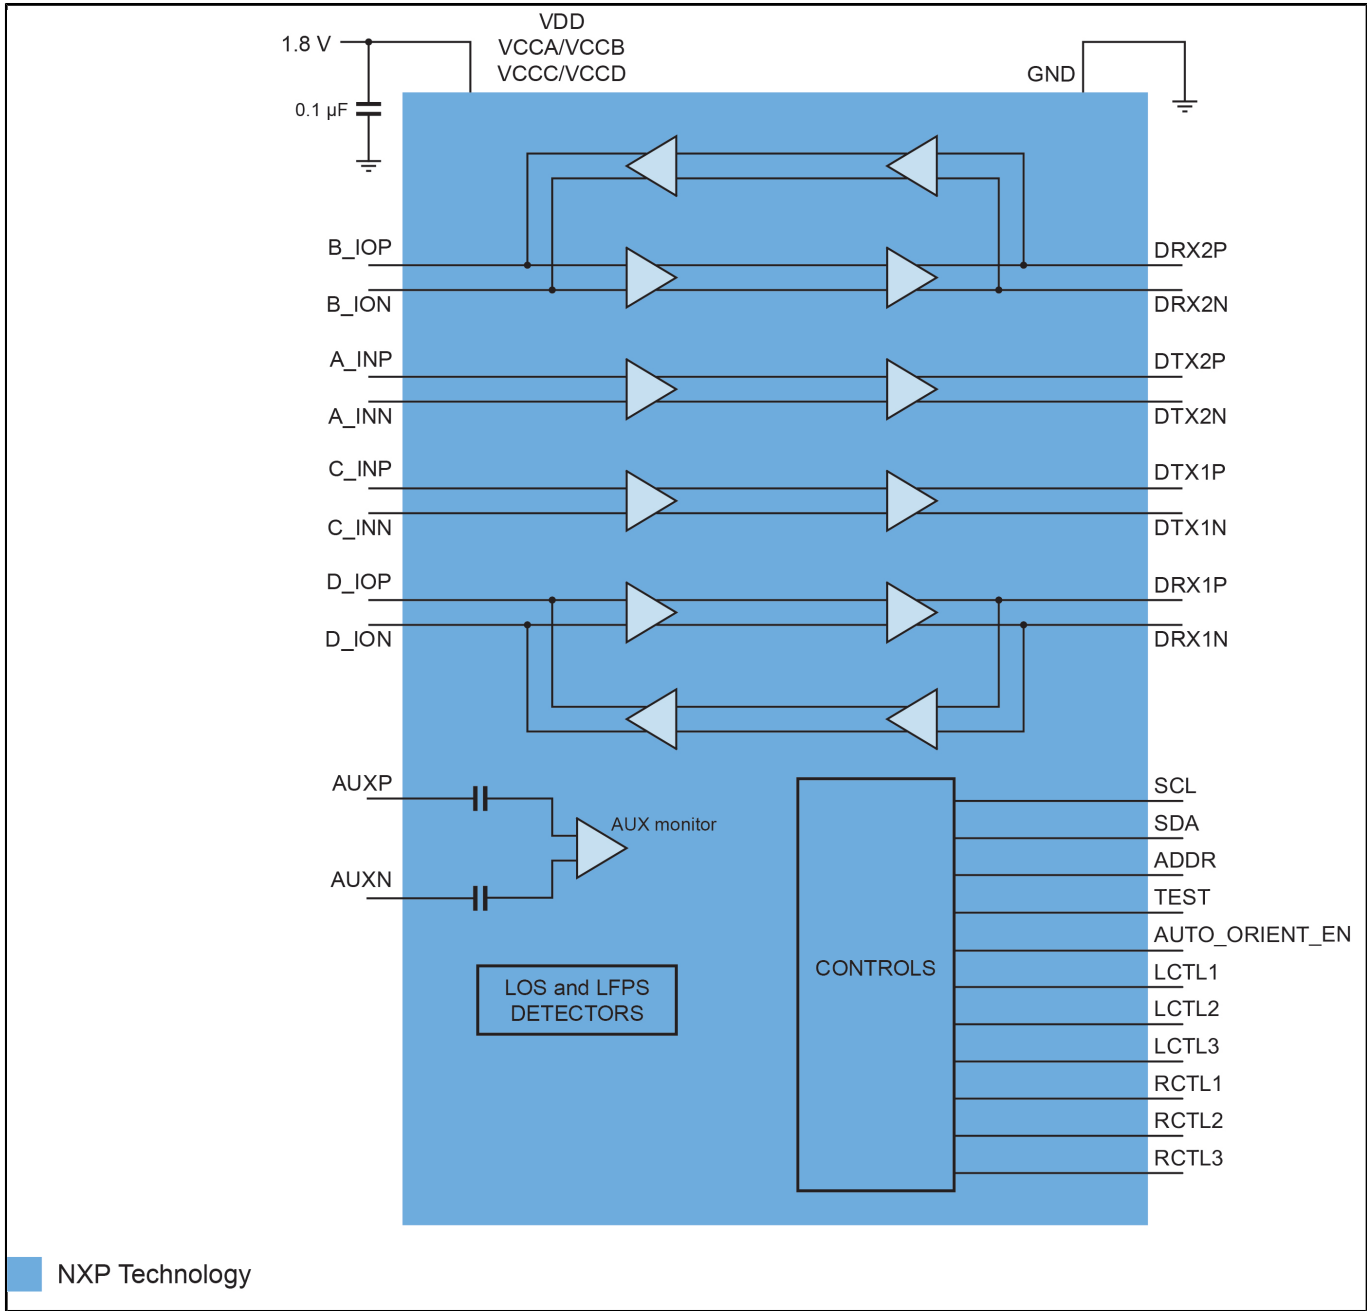 VDD
1.8 V
VCCA/VCCB
VCCC/VCCD
GND
0.1 µF
B_IOP
DRX2P
B_ION
DRX2N
A_INP
DTX2P
A_INN
DTX2N
C_INP
DTX1P
C_INN
DTX1N
D_IOP
DRX1P
D_ION
DRX1N
AUXP
AUX monitor
AUXN
LOS and LFPS
DETECTORS
CONTROLS
SCL
SDA
ADDR
TEST
AUTO_ORIENT_EN
LCTL1
LCTL2
LCTL3
RCTL1
RCTL2
RCTL3
NXP Technology